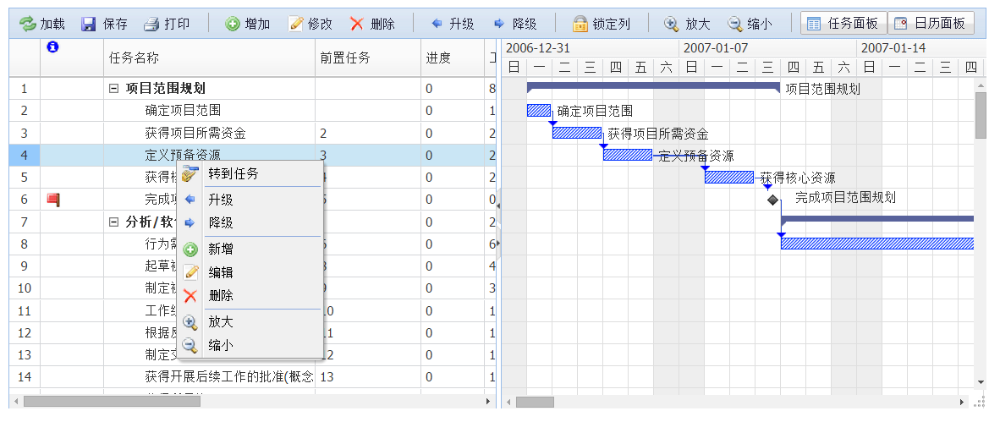 加载 保存 打印 增加 修改 删除 升级 降级 锁定列 放大 缩小 任务面板 日历面板
任务名称 前置任务 进度
2006-12-31 2007-01-07 2007-01-14
日 一 二 三 四 五 六 日 一 二 三 四 五 六 日 一 二 三 四
1 项目范围规划 0 8 项目范围规划
2 确定项目范围 0 1 确定项目范围
3 获得项目所需资金 2 0 2 获得项目所需资金
4 定义预备资源 3 0 2 定义预备资源
5 获得核 4 0 2 获得核心资源
6 完成项 5 0 0 完成项目范围规划
7 分析/软 0 2
8 行为需 6 0 6
9 起草初 8 0 4
10 制定初 9 0 3
11 工作组 10 0 1
12 根据反 11 0 1
13 制定交 12 0 1
14 获得开展后续工作的批准(概念 13 0 1
转到任务
升级
降级
新增
编辑
删除
放大
缩小